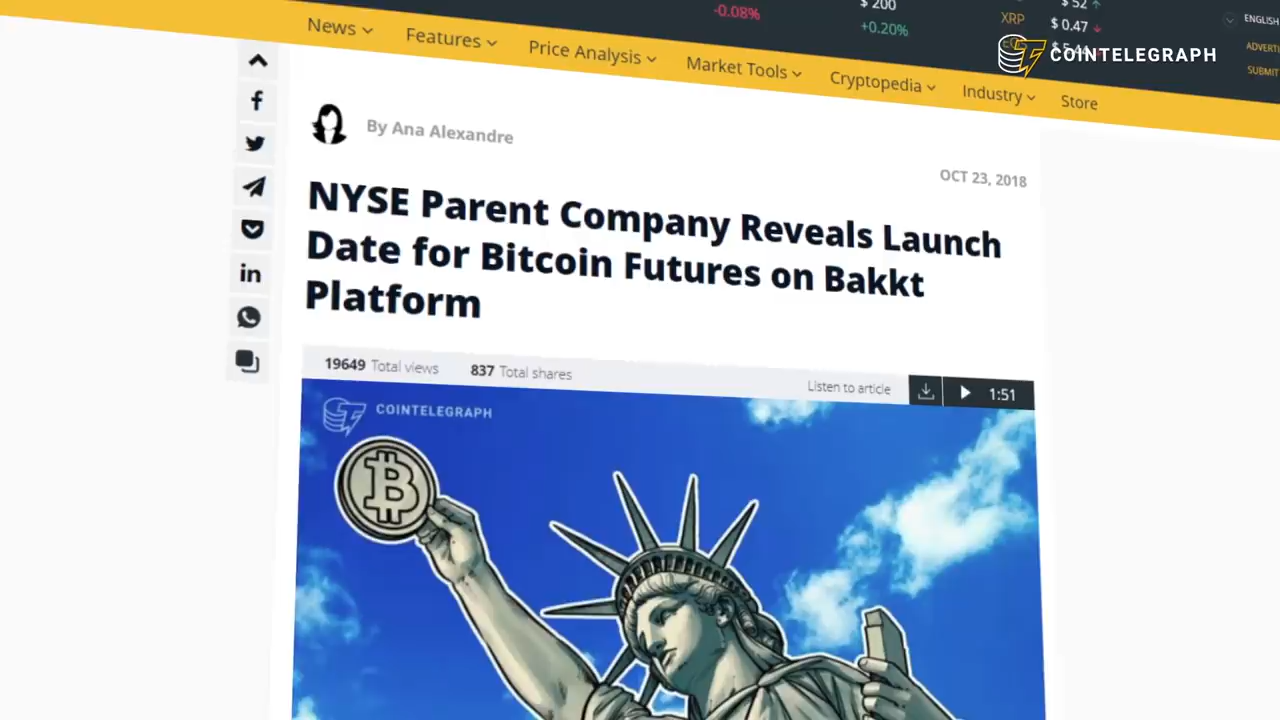 -0.08%
$ 200
+0.20%
$ 52
XRP
$ 0.47
ENGLISH
COINTELEGRAPH
News
Features
Price Analysis
Market Tools
Cryptopedia
Industry
Store
By Ana Alexandre
OCT 23, 2018
NYSE Parent Company Reveals Launch
Date for Bitcoin Futures on Bakkt
Platform
19649 Total views
837 Total shares
Listen to article
1:51
COINTELEGRAPH